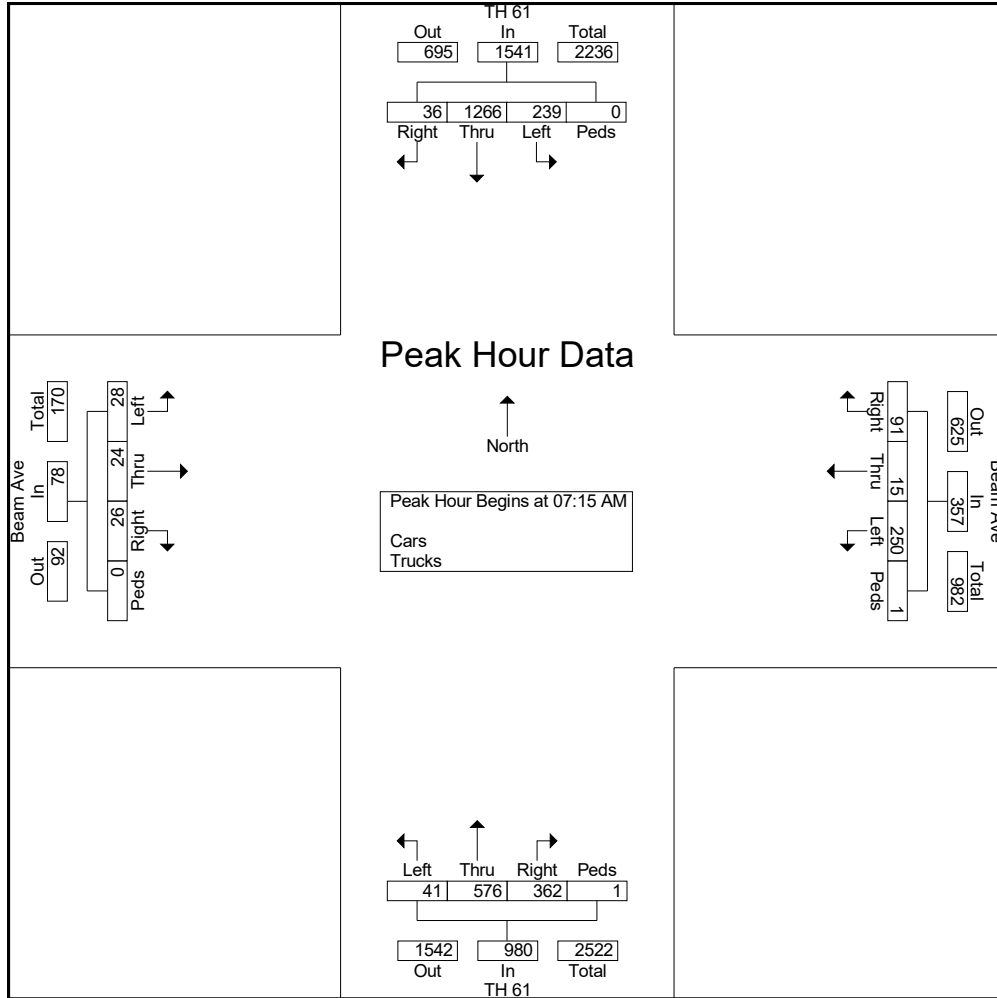 TH 61
Out In Total
695 1541 2236
36 1266 239 0
Right Thru Left Peds
Peak Hour Data
North
Peak Hour Begins at 07:15 AM
Cars
Trucks
Beam Ave
Total In Out
170 78 92
28 24 26 0
Left Thru Right Peds
Right Thru Left Peds
91 15 250 1
Out In Total
625 357 982
Beam Ave
Left Thru Right Peds
41 576 362 1
1542 980 2522
Out In Total
TH 61